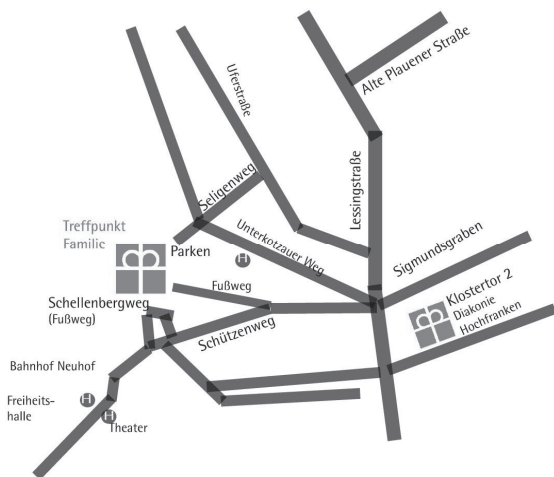 Alte Plauener Straße
Uferstraße
Lessingstraße
Seligenweg
Treffpunkt
Familie
Parken
Unterkotzauer Weg
H
Sigmundsgraben
Fußweg
Klostertor 2
Diakonie
Hochfranken
Schellenbergweg
(Fußweg)
Schützenweg
Bahnhof Neuhof
Freiheits-
halle
H
H
Theater